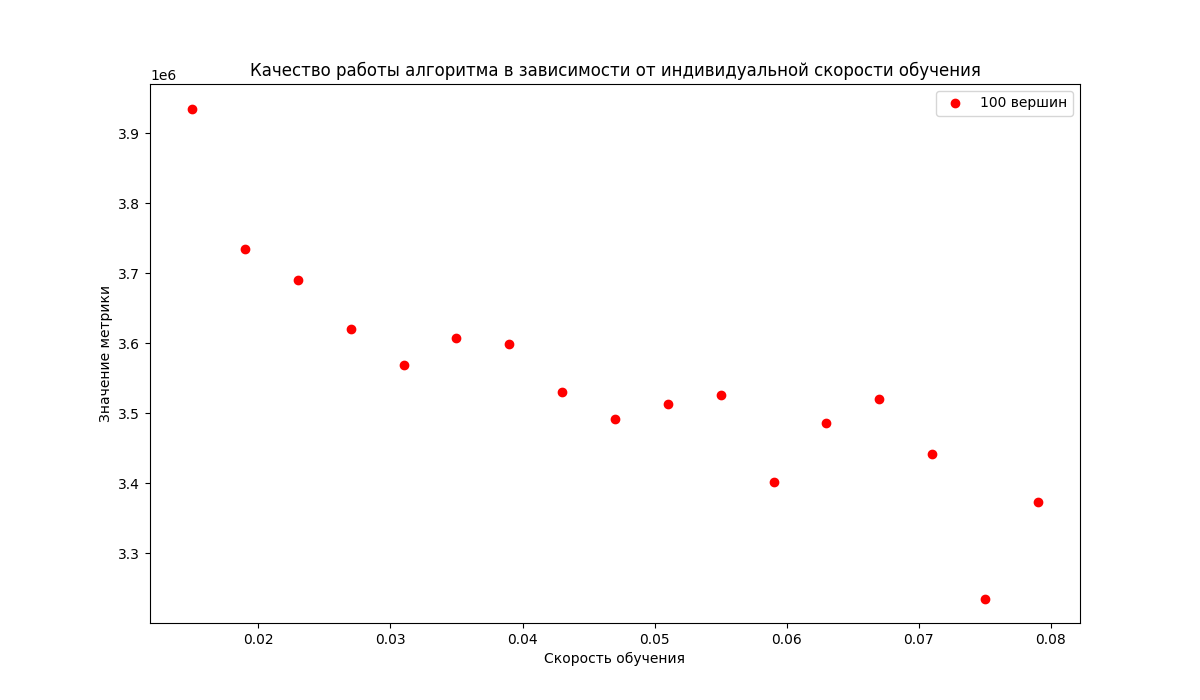 Качество работы алгоритма в зависимости от индивидуальной скорости обучения
1e6
100 вершин
3.9
3.8
3.7
3.6
3.5
3.4
3.3
Значение метрики
0.02 0.03 0.04 0.05 0.06 0.07 0.08
Скорость обучения